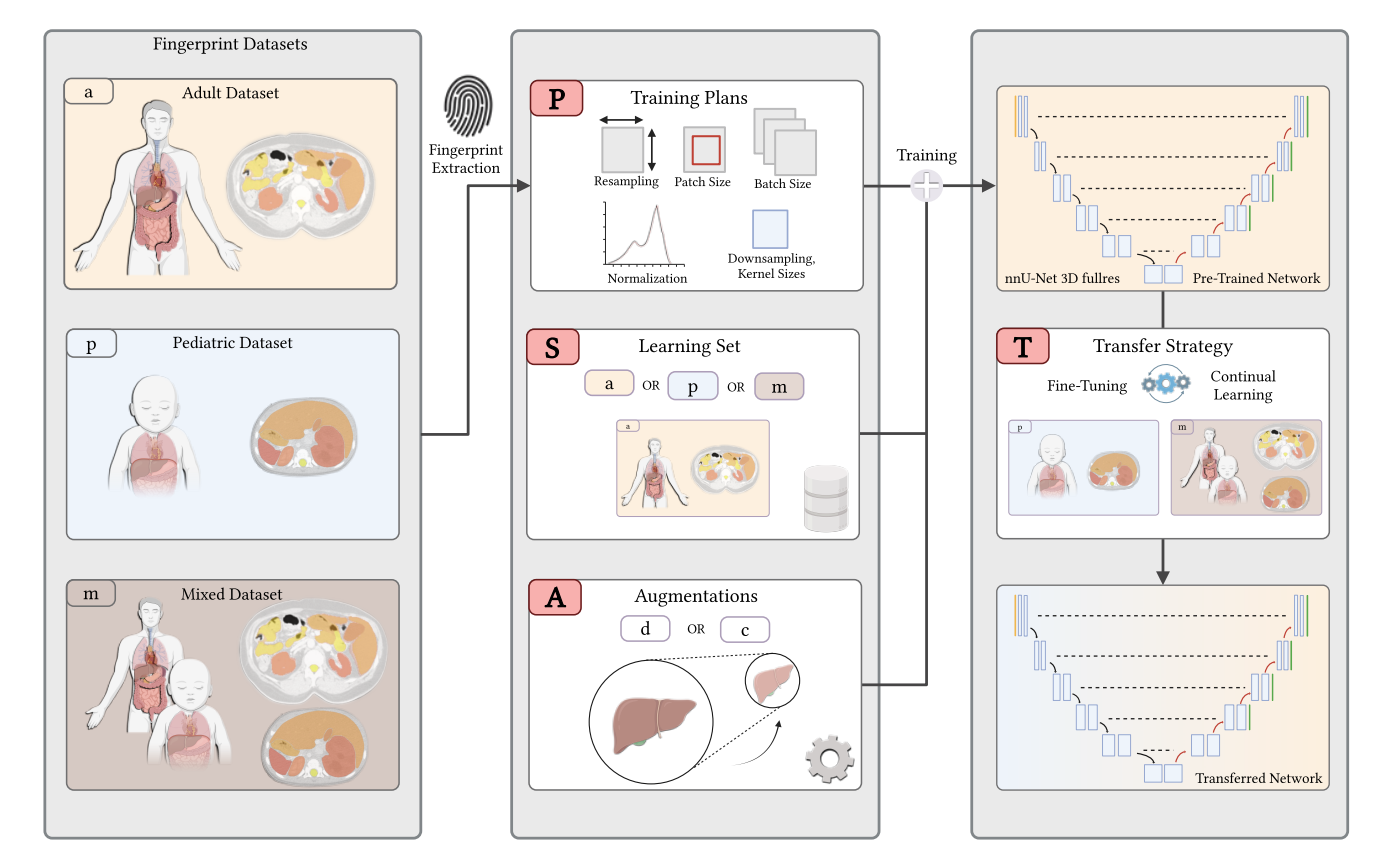 Fingerprint Datasets
a
Adult Dataset
p
Pediatric Dataset
m
Mixed Dataset
Fingerprint
Extraction
P
Training Plans
Resampling
Patch Size
Batch Size
Normalization
Downsampling,
Kernel Sizes
S
Learning Set
a OR p OR m
a
A
Augmentations
d OR c
Training
nnU-Net 3D fullres
Pre-Trained Network
T
Transfer Strategy
Fine-Tuning
Continual
Learning
p
m
Transferred Network